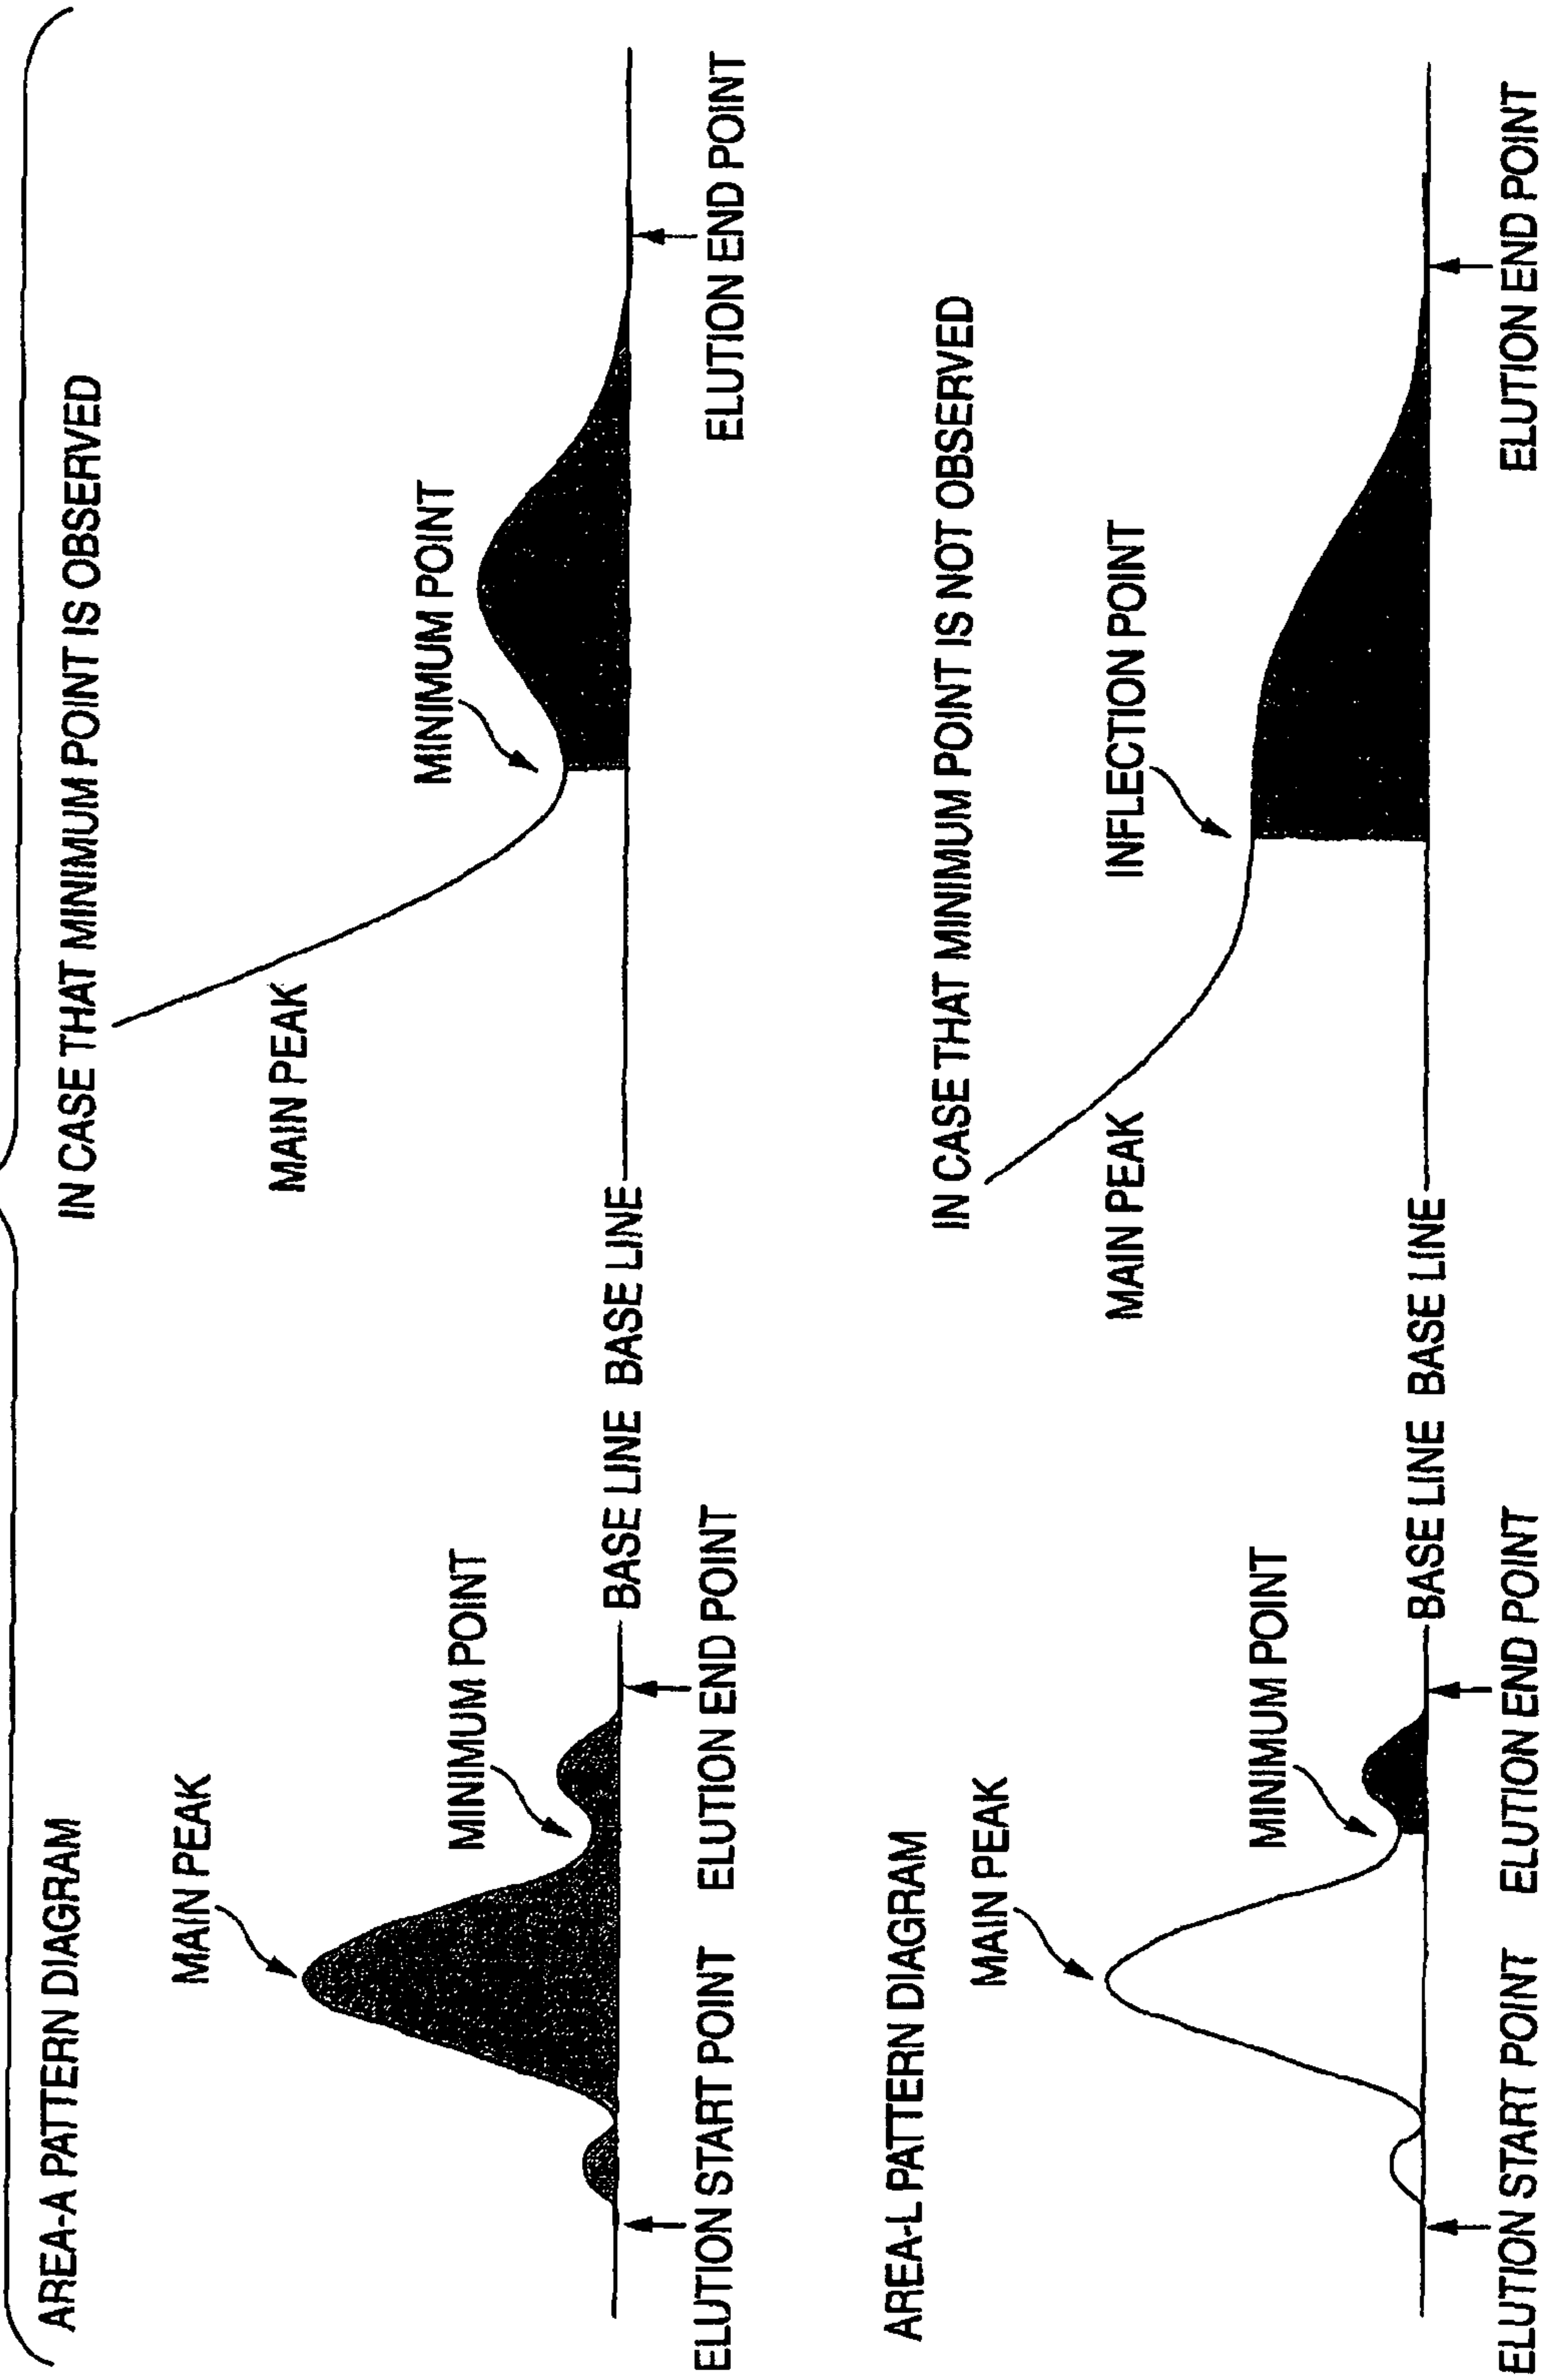 AREA-A PATTERN DIAGRAM
MAIN PEAK
MINIMUM POINT
BASE LINE
ELUTION START POINT
ELUTION END POINT
IN CASE THAT MINIMUM POINT IS OBSERVED
MAIN PEAK
MINIMUM POINT
BASE LINE
ELUTION END POINT
AREA-L PATTERN DIAGRAM
MAIN PEAK
MINIMUM POINT
BASE LINE
ELUTION START POINT
ELUTION END POINT
IN CASE THAT MINIMUM POINT IS NOT OBSERVED
MAIN PEAK
INFLECTION POINT
BASE LINE
ELUTION END POINT